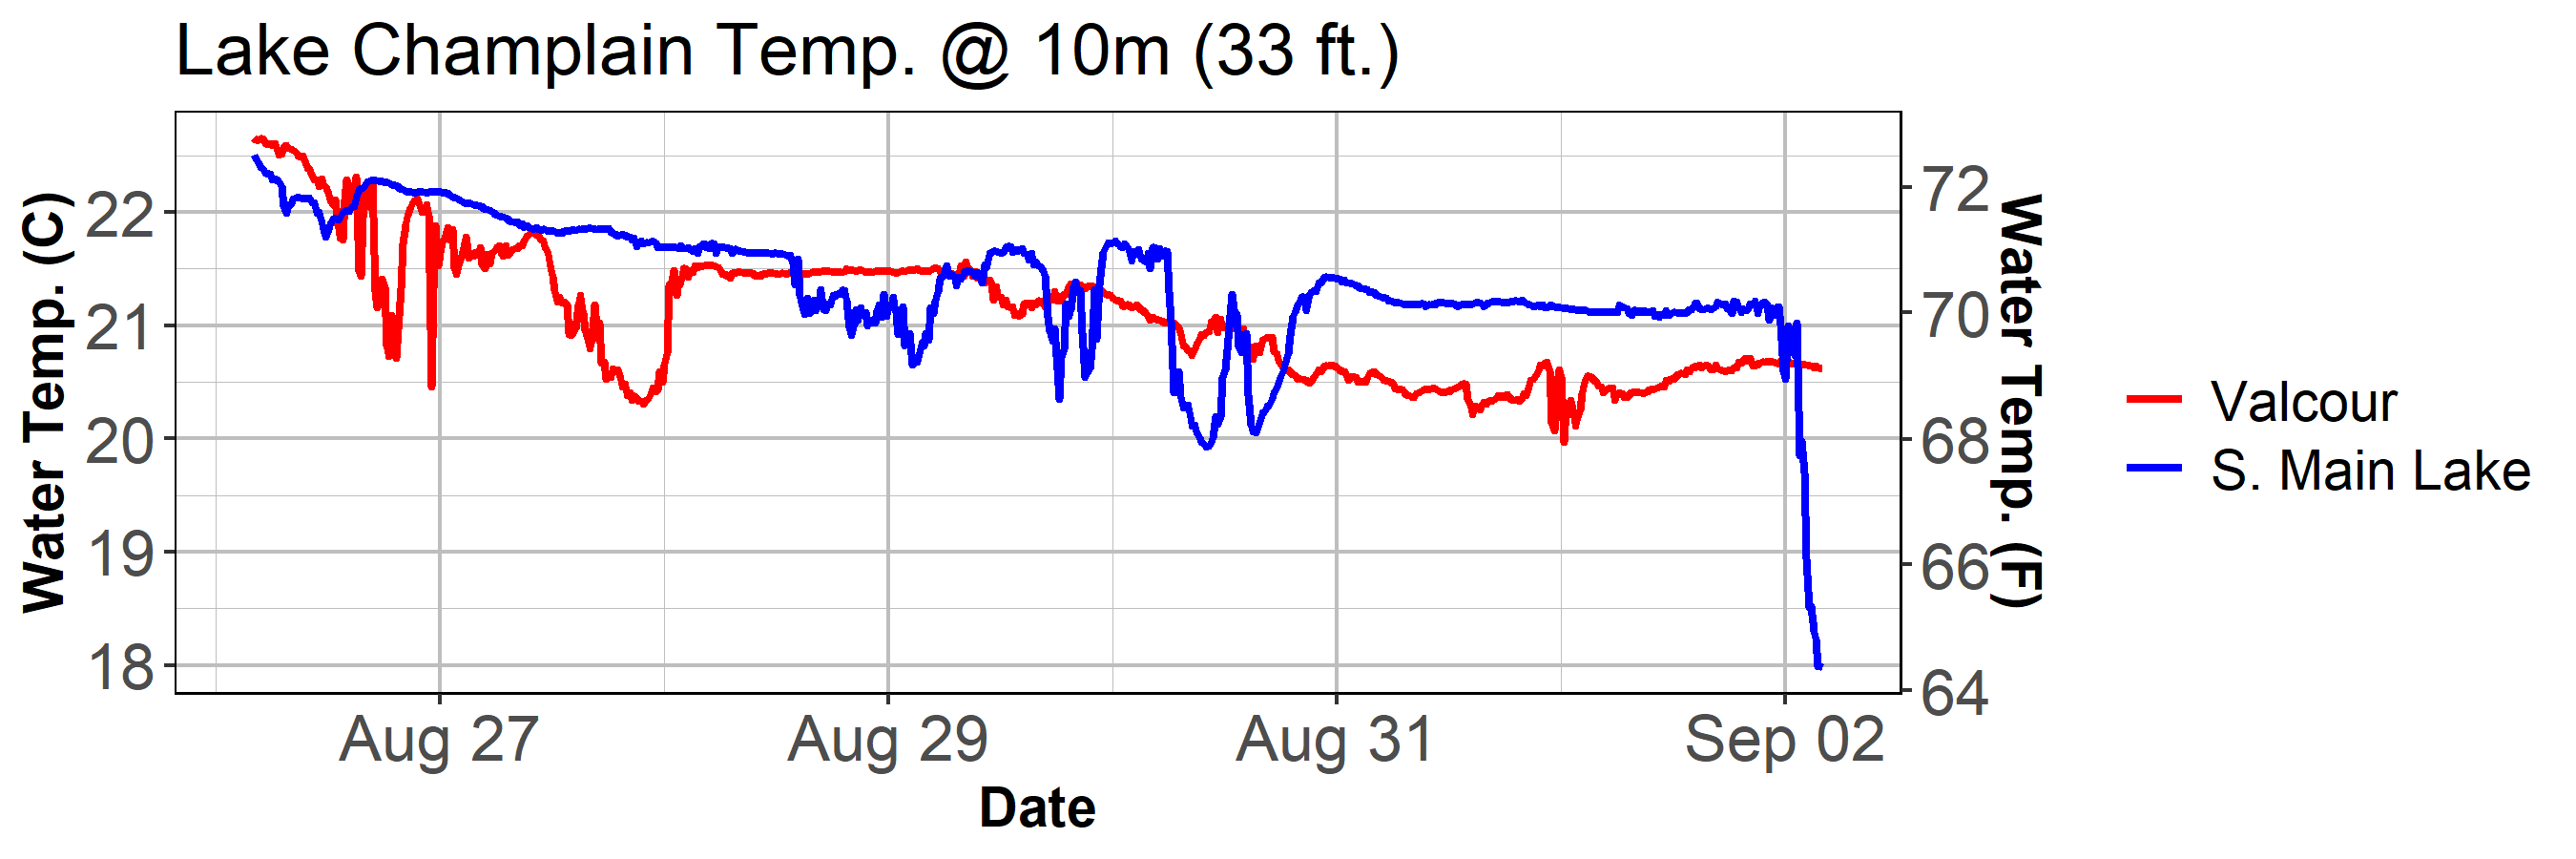 Lake Champlain Temp. @ 10m (33 ft.)
Water Temp. (C)
22
21
20
19
18
72
70
68
66
64
Water Temp. (F)
Aug 27
Aug 29
Aug 31
Sep 02
Date
Valcour
S. Main Lake